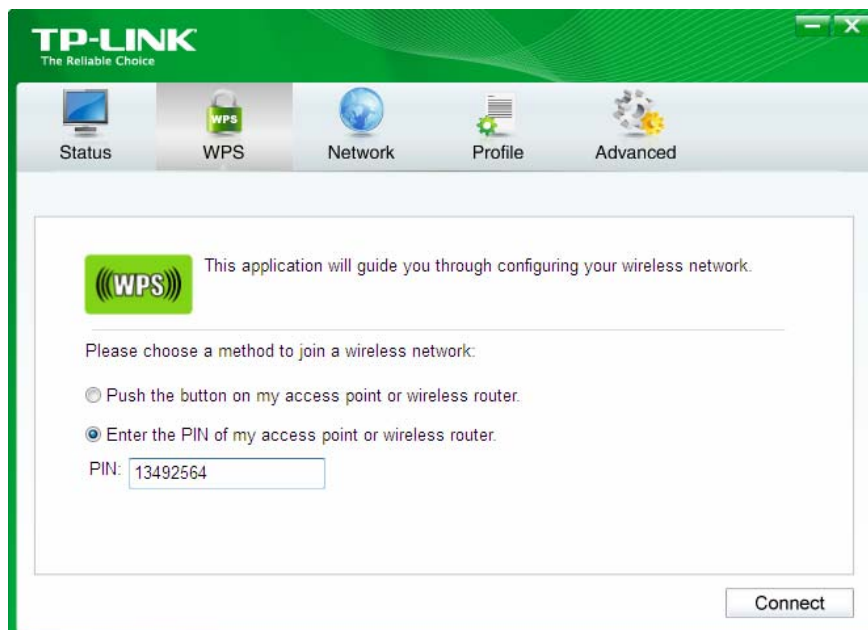 TP-LINK
The Reliable Choice
WPS
Status WPS Network Profile Advanced
WPS This application will guide you through configuring your wireless network.
Please choose a method to join a wireless network:
Push the button on my access point or wireless router.
Enter the PIN of my access point or wireless router.
PIN: 13492564
Connect